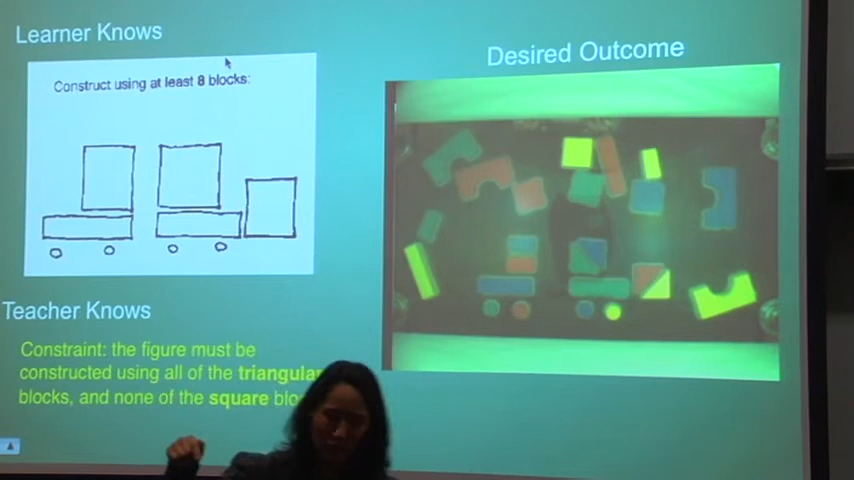 Learner Knows
Construct using at least 8 blocks:
Desired Outcome
Teacher Knows
Constraint: the figure must be
constructed using all of the
blocks, and none of the square